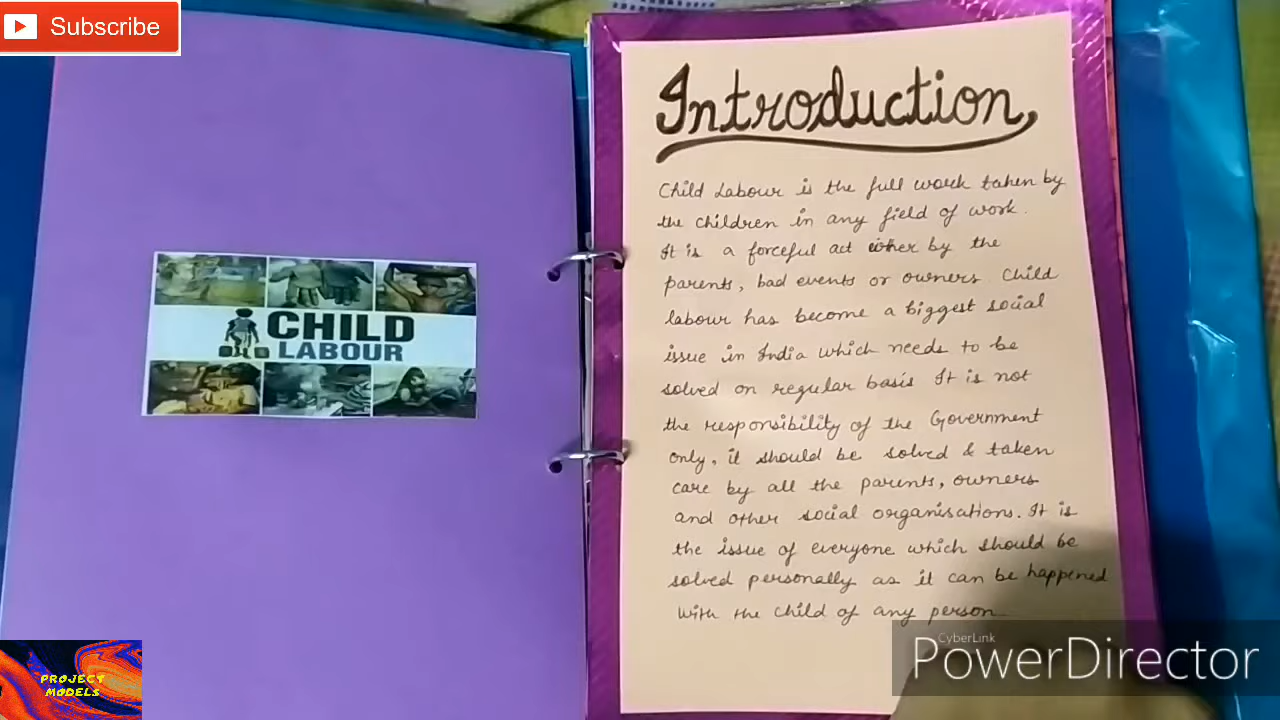 Subscribe
CHILD
LABOUR
Introduction
Child Labour is the full work taken by
the children in any field of work.
It is a forceful act either by the
parents, bad events or owners. Child
labour has become a biggest social
issue in India which needs to be
solved on regular basis It is not
the responsibility of the Government
only, it should be solved & taken
care by all the parents, owners
and other social organisations. It is
the issue of everyone which should be
solved personally as it can be happened
with the child of any person
CyberLink
PowerDirector
PROJECT
MODELS